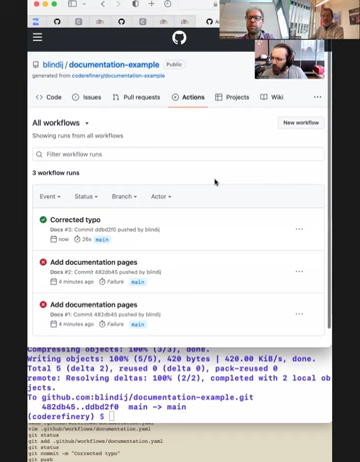 blindij / documentation-example Public
generated from coderefinery/documentation-example
Code Issues Pull requests Actions Projects Wiki
All workflows
New workflow
Showing runs from all workflows
Filter workflow runs
3 workflow runs
Event Status Branch Actor
Corrected typo
Docs #3: Commit ddbd2f0 pushed by blindij
now 26s main
Add documentation pages
Docs #2: Commit 482db45 pushed by blindij
4 minutes ago Failure main
Add documentation pages
Docs #1: Commit 482db45 pushed by blindij
4 minutes ago Failure main
Compressing objects: 100% (3/3), done.
Writing objects: 100% (5/5), 420 bytes | 420.00 KiB/s, done.
Total 5 (delta 2), reused 0 (delta 0), pack-reused 0
remote: Resolving deltas: 100% (2/2), completed with 2 local ob
jects.
To github.com:blindij/documentation-example.git
482db45..ddbd2f0 main -> main
(coderefinery) $
vim .github/workflows/documentation.yaml
git status
git add .github/workflows/documentation.yaml
git status
git commit -m "Corrected typo"
git push